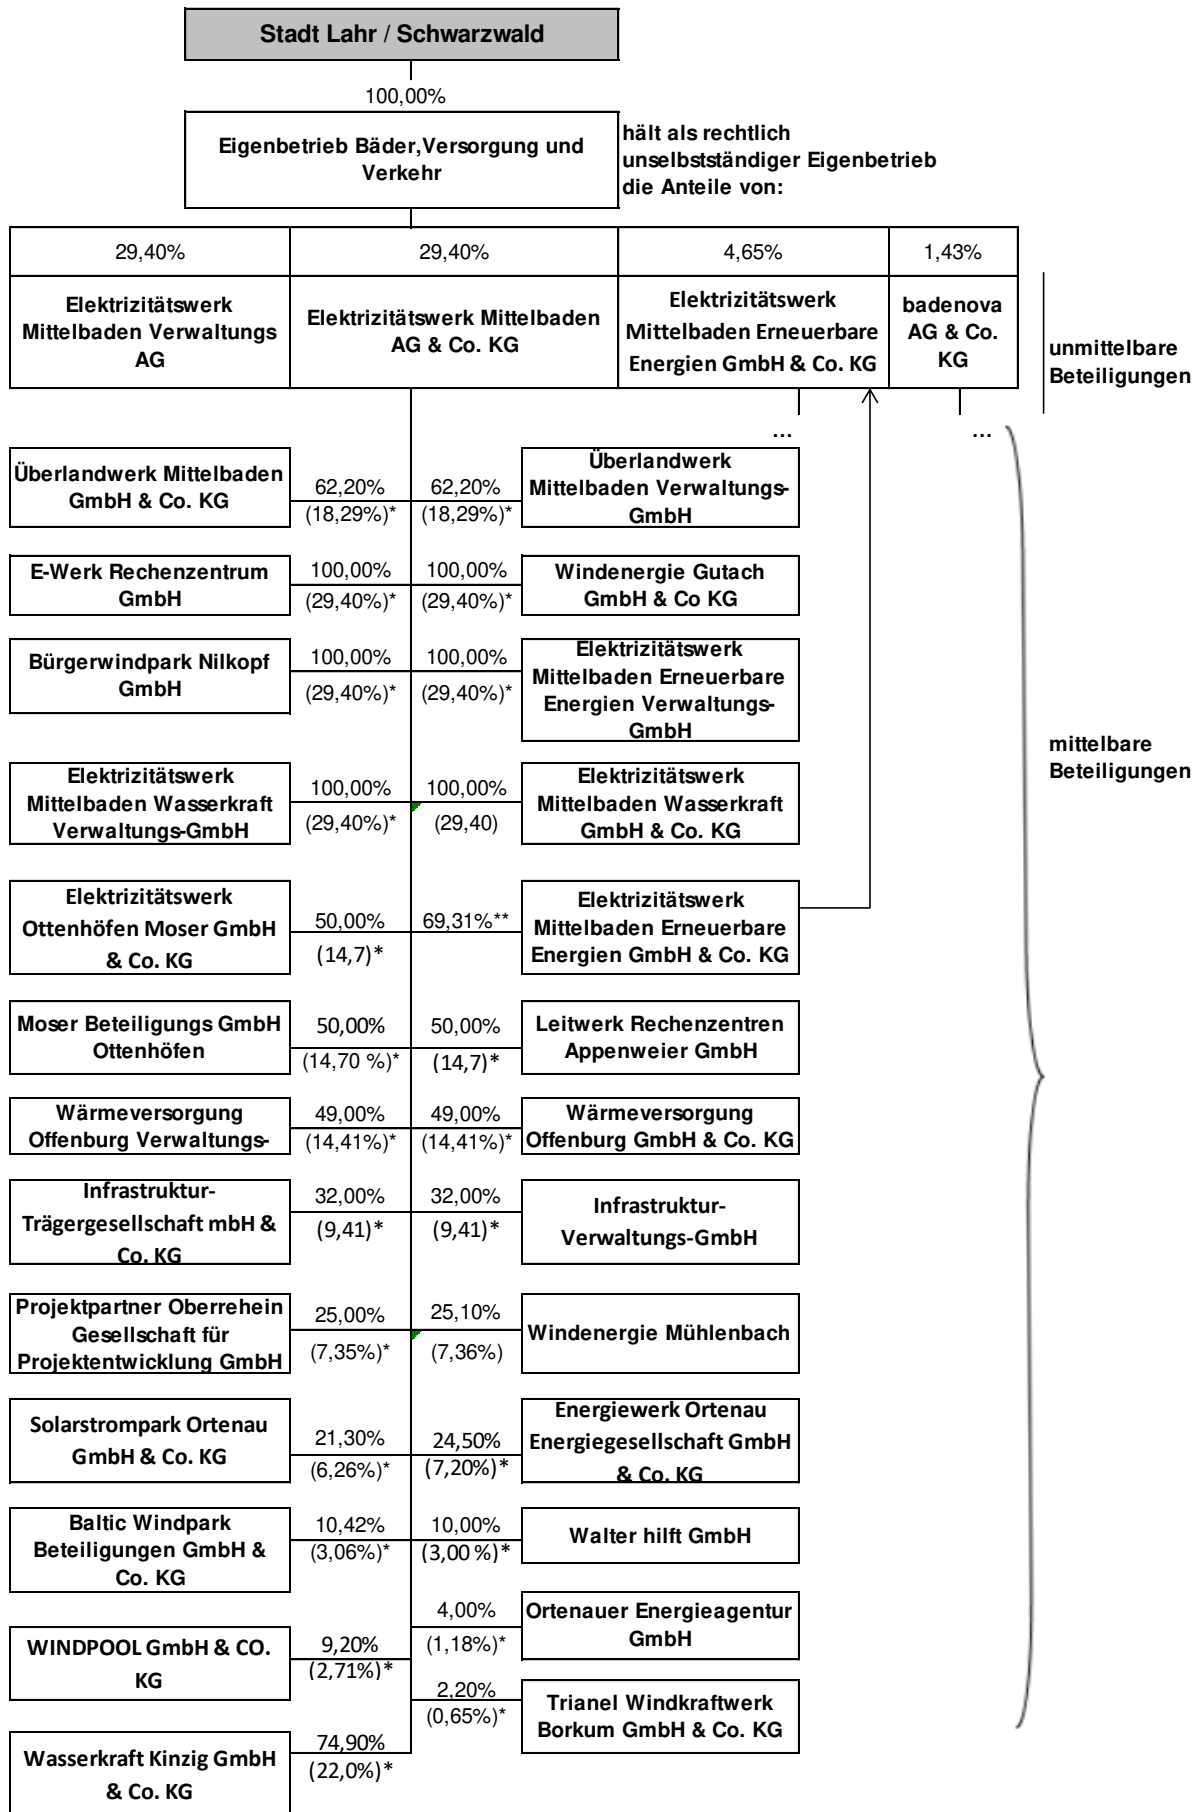 Stadt Lahr / Schwarzwald
100,00%
Eigenbetrieb Bäder,Versorgung und
Verkehr
hält als rechtlich
unselbstständiger Eigenbetrieb
die Anteile von:
29,40%
29,40%
4,65%
1,43%
Elektrizitätswerk
Mittelbaden Verwaltungs
AG
Elektrizitätswerk Mittelbaden
AG & Co. KG
Elektrizitätswerk
Mittelbaden Erneuerbare
Energien GmbH & Co. KG
badenova
AG & Co.
KG
unmittelbare
Beteiligungen
...
...
Überlandwerk Mittelbaden
GmbH & Co. KG
62,20%
(18,29%)*
62,20%
(18,29%)*
Überlandwerk
Mittelbaden Verwaltungs-
GmbH
E-Werk Rechenzentrum
GmbH
100,00%
(29,40%)*
100,00%
(29,40%)*
Windenergie Gutach
GmbH & Co KG
Bürgerwindpark Nilkopf
GmbH
100,00%
(29,40%)*
100,00%
(29,40%)*
Elektrizitätswerk
Mittelbaden Erneuerbare
Energien Verwaltungs-
GmbH
mittelbare
Beteiligungen
Elektrizitätswerk
Mittelbaden Wasserkraft
Verwaltungs-GmbH
100,00%
(29,40%)*
100,00%
(29,40)
Elektrizitätswerk
Mittelbaden Wasserkraft
GmbH & Co. KG
Elektrizitätswerk
Ottenhöfen Moser GmbH
& Co. KG
50,00%
(14,7)*
69,31%**
Elektrizitätswerk
Mittelbaden Erneuerbare
Energien GmbH & Co. KG
Moser Beteiligungs GmbH
Ottenhöfen
50,00%
(14,70 %)*
50,00%
(14,7)*
Leitwerk Rechenzentren
Appenweier GmbH
Wärmeversorgung
Offenburg Verwaltungs-
49,00%
(14,41%)*
49,00%
(14,41%)*
Wärmeversorgung
Offenburg GmbH & Co. KG
Infrastruktur-
Trägergesellschaft mbH &
Co. KG
32,00%
(9,41)*
32,00%
(9,41)*
Infrastruktur-
Verwaltungs-GmbH
Projektpartner Oberrehein
Gesellschaft für
Projektentwicklung GmbH
25,00%
(7,35%)*
25,10%
(7,36%)
Windenergie Mühlenbach
Solarstrompark Ortenau
GmbH & Co. KG
21,30%
(6,26%)*
24,50%
(7,20%)*
Energiewerk Ortenau
Energiegesellschaft GmbH
& Co. KG
Baltic Windpark
Beteiligungen GmbH &
Co. KG
10,42%
(3,06%)*
10,00%
(3,00 %)*
Walter hilft GmbH
4,00%
(1,18%)*
Ortenauer Energieagentur
GmbH
WINDPOOL GmbH & CO.
KG
9,20%
(2,71%)*
2,20%
(0,65%)*
Trianel Windkraftwerk
Borkum GmbH & Co. KG
Wasserkraft Kinzig GmbH
& Co. KG
74,90%
(22,0%)*